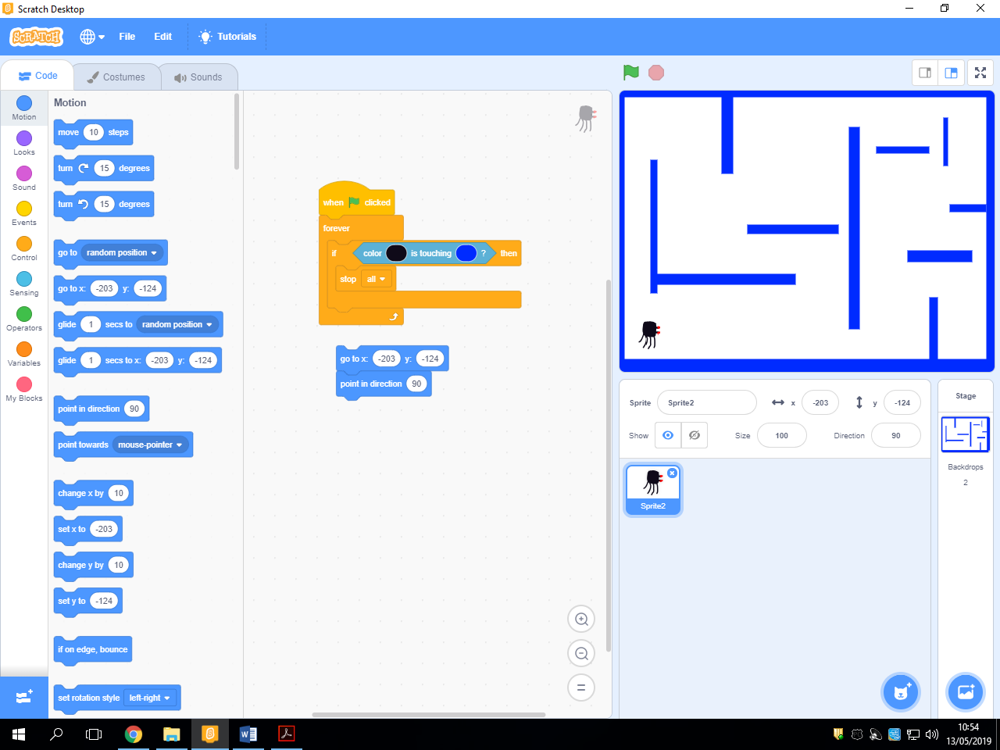 Scratch Desktop
SCRATCH
File
Edit
Tutorials
Code
Costumes
Sounds
Motion
Looks
Sound
Events
Control
Sensing
Operators
Variables
My Blocks
Motion
move 10 steps
turn 15 degrees
turn 15 degrees
go to random position
go to x: -203 y: -124
glide 1 secs to random position
glide 1 secs to x: -203 y: -124
point in direction 90
point towards mouse-pointer
change x by 10
set x to -203
change y by 10
set y to -124
if on edge, bounce
set rotation style left-right
when clicked
forever
if color is touching ? then
stop all
go to x: -203 y: -124
point in direction 90
Sprite Sprite2 x -203 y -124
Show Size 100 Direction 90
Sprite2
Stage
Backdrops
2
10:54
13/05/2019